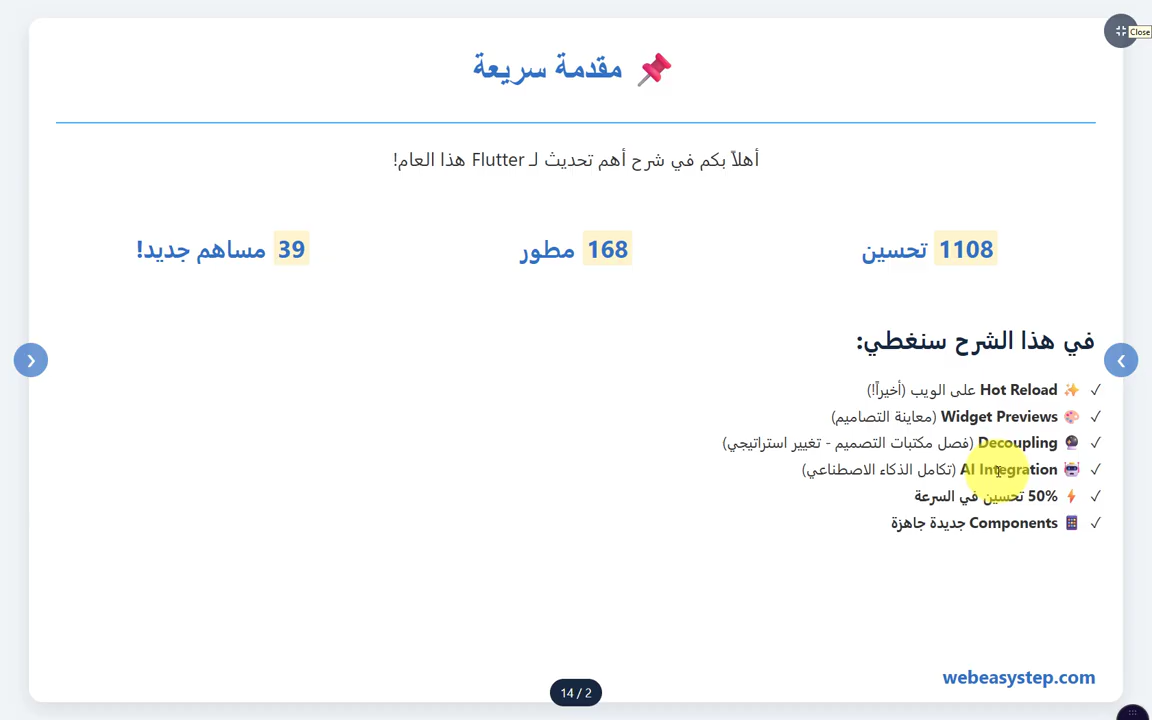 Close
📌 مقدمة سريعة
أهلاً بكم في شرح أهم تحديث لـ Flutter هذا العام!
1108 تحسين
168 مطور
39 مساهم جديد!
في هذا الشرح سنغطي:
✓ ✨ Hot Reload على الويب (أخيراً!)
✓ 🎨 Widget Previews (معاينة التصاميم)
✓ 🔮 Decoupling (فصل مكتبات التصميم - تغيير استراتيجي)
✓ 🤖 AI Integration (تكامل الذكاء الاصطناعي)
✓ ⚡ 50% تحسين في السرعة
✓ 🎛 Components جديدة جاهزة
webeasystep.com
14 / 2